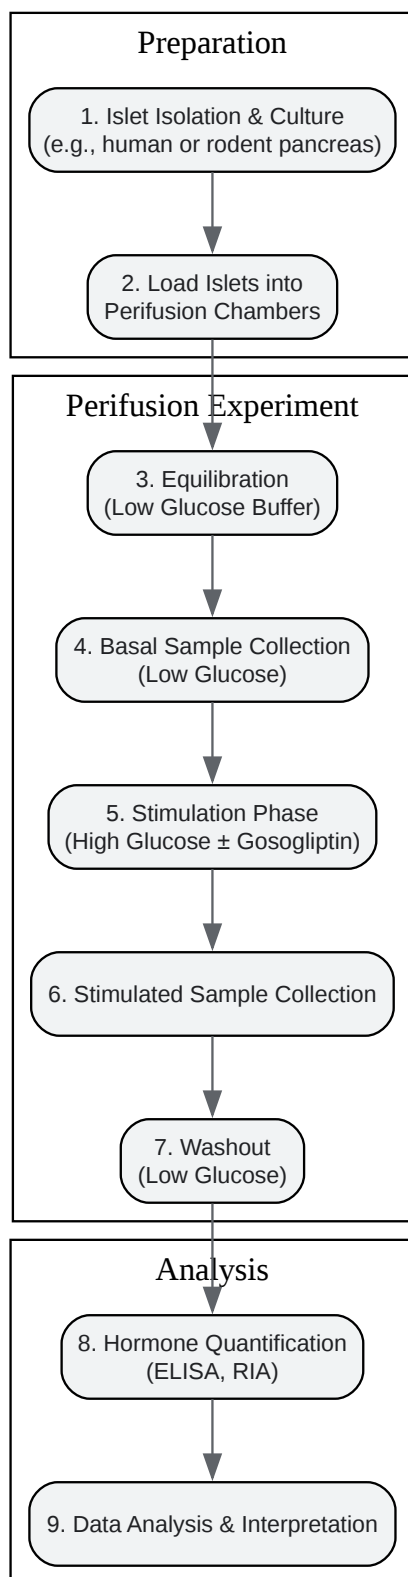 Preparation
1. Islet Isolation & Culture
(e.g., human or rodent pancreas)
2. Load Islets into
Perifusion Chambers
Perifusion Experiment
3. Equilibration
(Low Glucose Buffer)
4. Basal Sample Collection
(Low Glucose)
5. Stimulation Phase
(High Glucose ± Gosogliptin)
6. Stimulated Sample Collection
7. Washout
(Low Glucose)
Analysis
8. Hormone Quantification
(ELISA, RIA)
9. Data Analysis & Interpretation